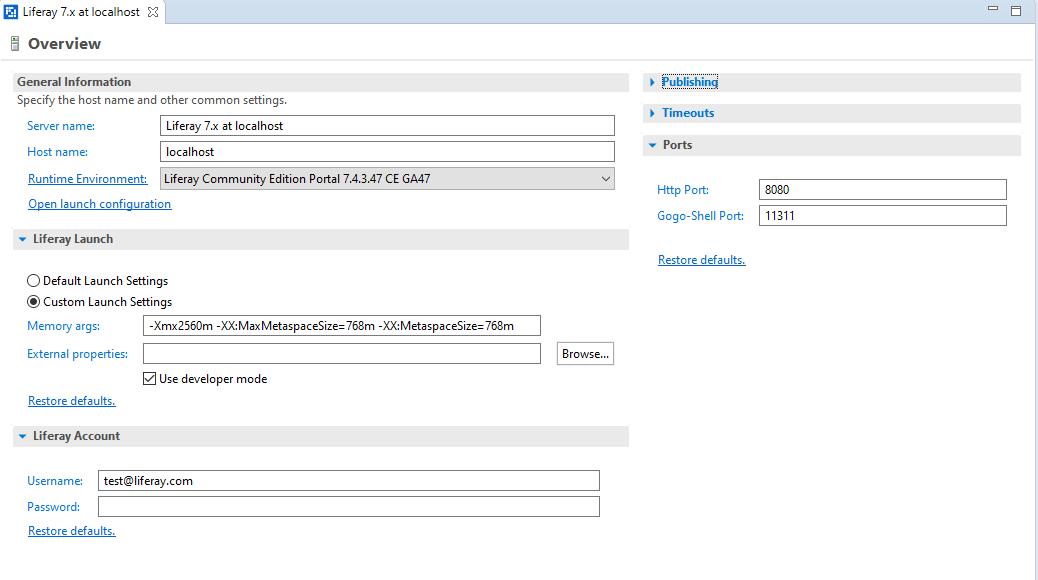 Liferay 7.x at localhost
Overview
General Information
Specify the host name and other common settings.
Server name: Liferay 7.x at localhost
Host name: localhost
Runtime Environment: Liferay Community Edition Portal 7.4.3.47 CE GA47
Open launch configuration
Liferay Launch
Default Launch Settings
Custom Launch Settings
Memory args: -Xmx2560m -XX:MaxMetaspaceSize=768m -XX:MetaspaceSize=768m
External properties: Browse...
Use developer mode
Restore defaults.
Liferay Account
Username: test@liferay.com
Password:
Restore defaults.
Publishing
Timeouts
Ports
Http Port: 8080
Gogo-Shell Port: 11311
Restore defaults.